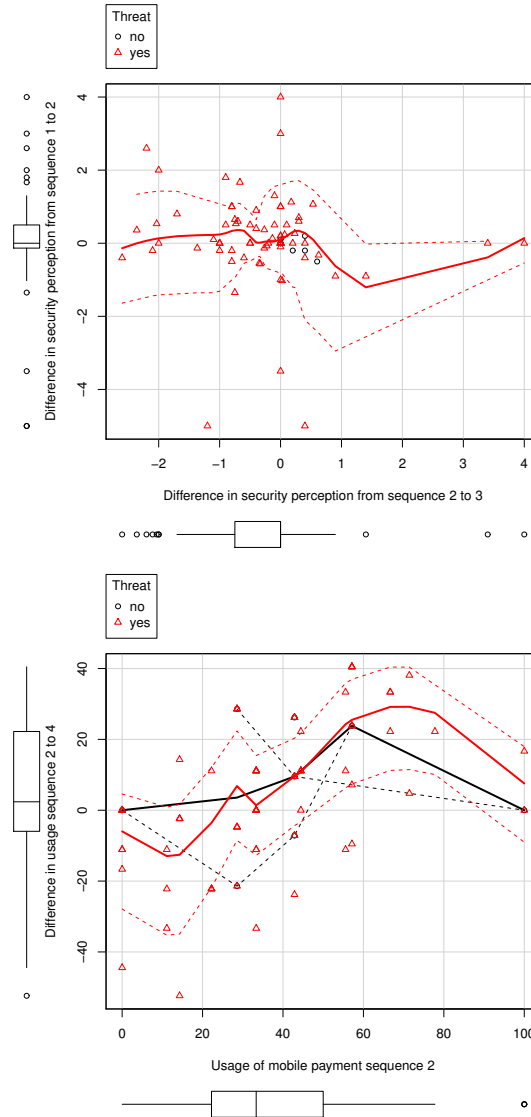 Threat
no
yes
4
2
0
−2
−4
Difference in security perception from sequence 1 to 2
−2 −1 0 1 2 3 4
Difference in security perception from sequence 2 to 3
Threat
no
yes
40
20
0
−20
−40
Difference in usage sequence 2 to 4
0 20 40 60 80 100
Usage of mobile payment sequence 2